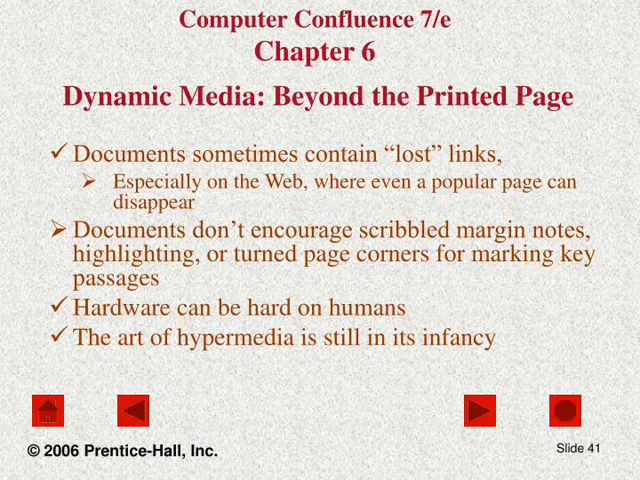 Computer Confluence 7/e
Chapter 6
Dynamic Media: Beyond the Printed Page
Documents sometimes contain “lost” links,
Especially on the Web, where even a popular page can
disappear
Documents don’t encourage scribbled margin notes,
highlighting, or turned page corners for marking key
passages
Hardware can be hard on humans
The art of hypermedia is still in its infancy
© 2006 Prentice-Hall, Inc.
Slide 41